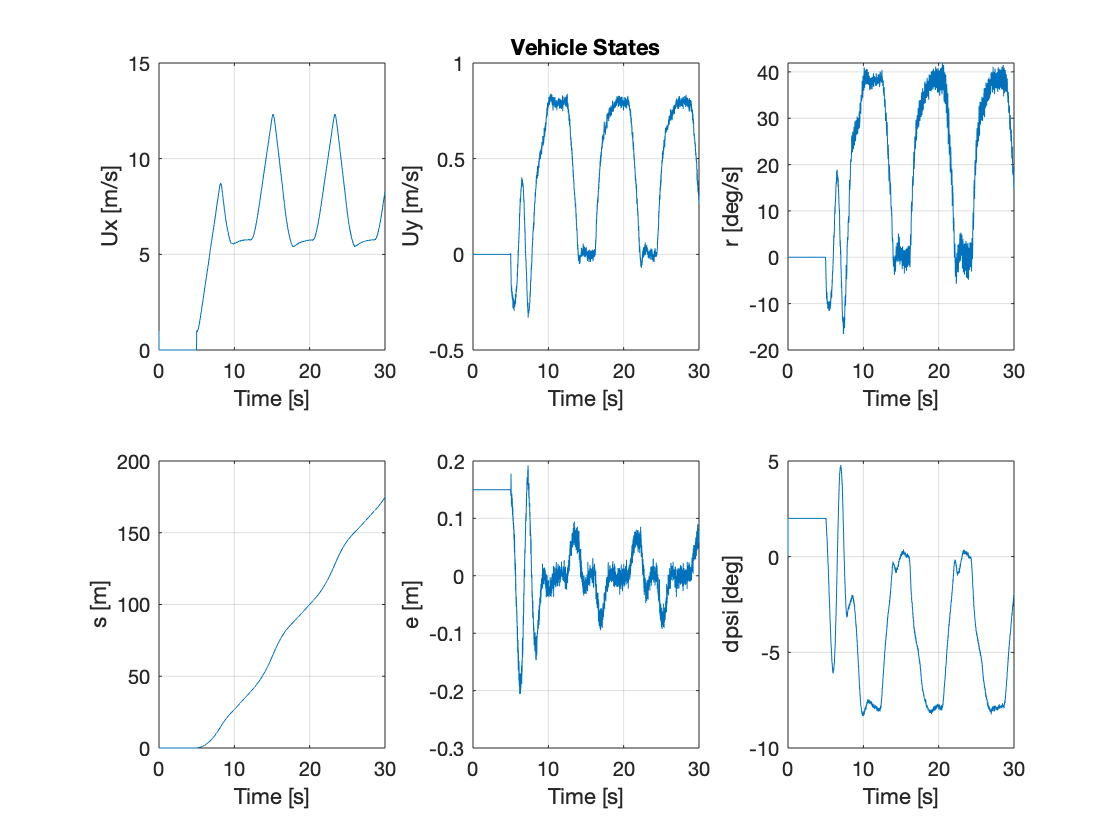 Vehicle States
15
10
5
0
Ux [m/s]
0 10 20 30
Time [s]
1
0.5
0
-0.5
Uy [m/s]
0 10 20 30
Time [s]
40
30
20
10
0
-10
-20
r [deg/s]
0 10 20 30
Time [s]
200
150
100
50
0
s [m]
0 10 20 30
Time [s]
0.2
0.1
0
-0.1
-0.2
-0.3
e [m]
0 10 20 30
Time [s]
5
0
-5
-10
dpsi [deg]
0 10 20 30
Time [s]